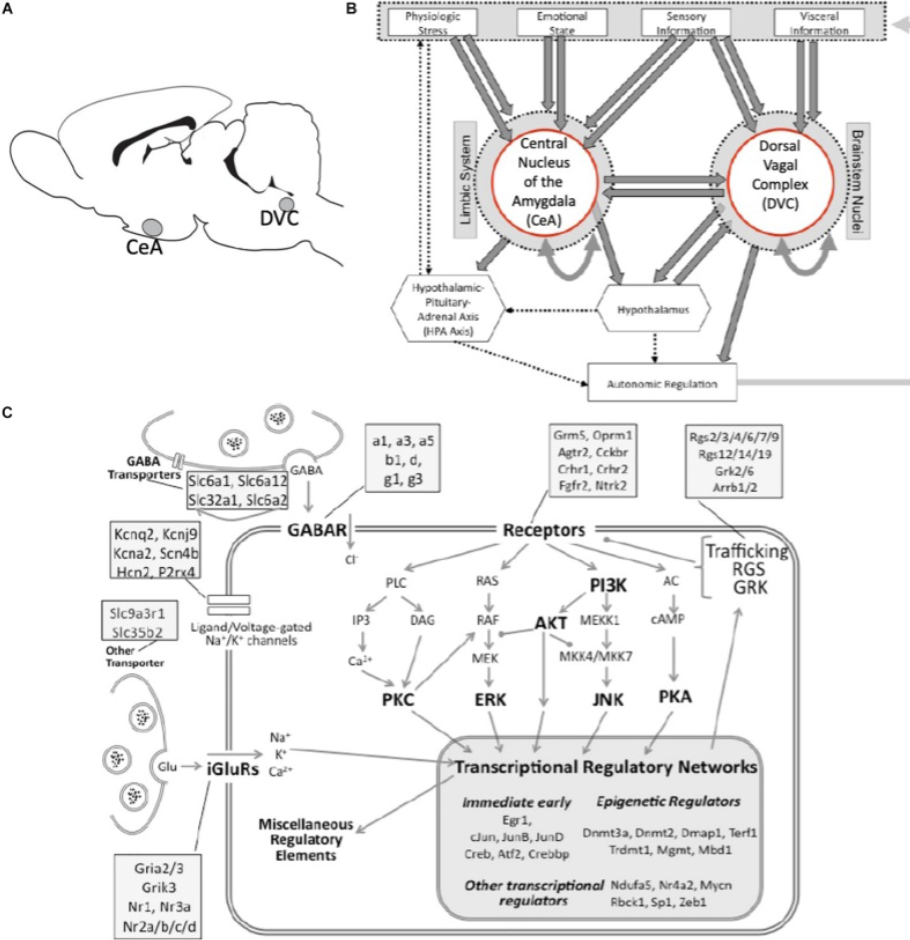 A
CeA
DVC
B
Physiologic
Stress
Emotional
State
Sensory
Information
Visceral
Information
Limbic System
Central
Nucleus
of the
Amygdala
(CeA)
Dorsal
Vagal
Complex
(DVC)
Brainstem Nuclei
Hypothalamic-
Pituitary-
Adrenal Axis
(HPA Axis)
Hypothalamus
Autonomic Regulation
C
GABA
Transporters
GABA
Slc6a1, Slc6a12
Slc32a1, Slc6a2
a1, a3, a5
b1, d,
g1, g3
Grm5, Oprm1
Agtr2, Cckbr
Crhr1, Crhr2
Fgfr2, Ntrk2
Rgs2/3/4/6/7/9
Rgs12/14/19
Grk2/6
Arrb1/2
GABAR
Cl-
Receptors
Trafficking
RGS
GRK
Kcnq2, Kcnj9
Kcna2, Scn4b
Hcn2, P2rx4
Ligand/Voltage-gated
Na+/K+ channels
Slc9a3r1
Slc35b2
Other
Transporter
PLC
RAS
PI3K
AC
IP3
DAG
RAF
AKT
MEKK1
cAMP
Ca2+
MEK
MKK4/MKK7
PKC
ERK
JNK
PKA
Glu
iGluRs
Na+
K+
Ca2+
Transcriptional Regulatory Networks
Immediate early
Egr1,
cJun, JunB, JunD
Creb, Atf2, Crebbp
Epigenetic Regulators
Dnmt3a, Dnmt2, Dmap1, Terf1
Trdmt1, Mgmt, Mbd1
Other transcriptional
regulators
Ndufa5, Nr4a2, Mycn
Rbck1, Sp1, Zeb1
Miscellaneous
Regulatory
Elements
Gria2/3
Grik3
Nr1, Nr3a
Nr2a/b/c/d